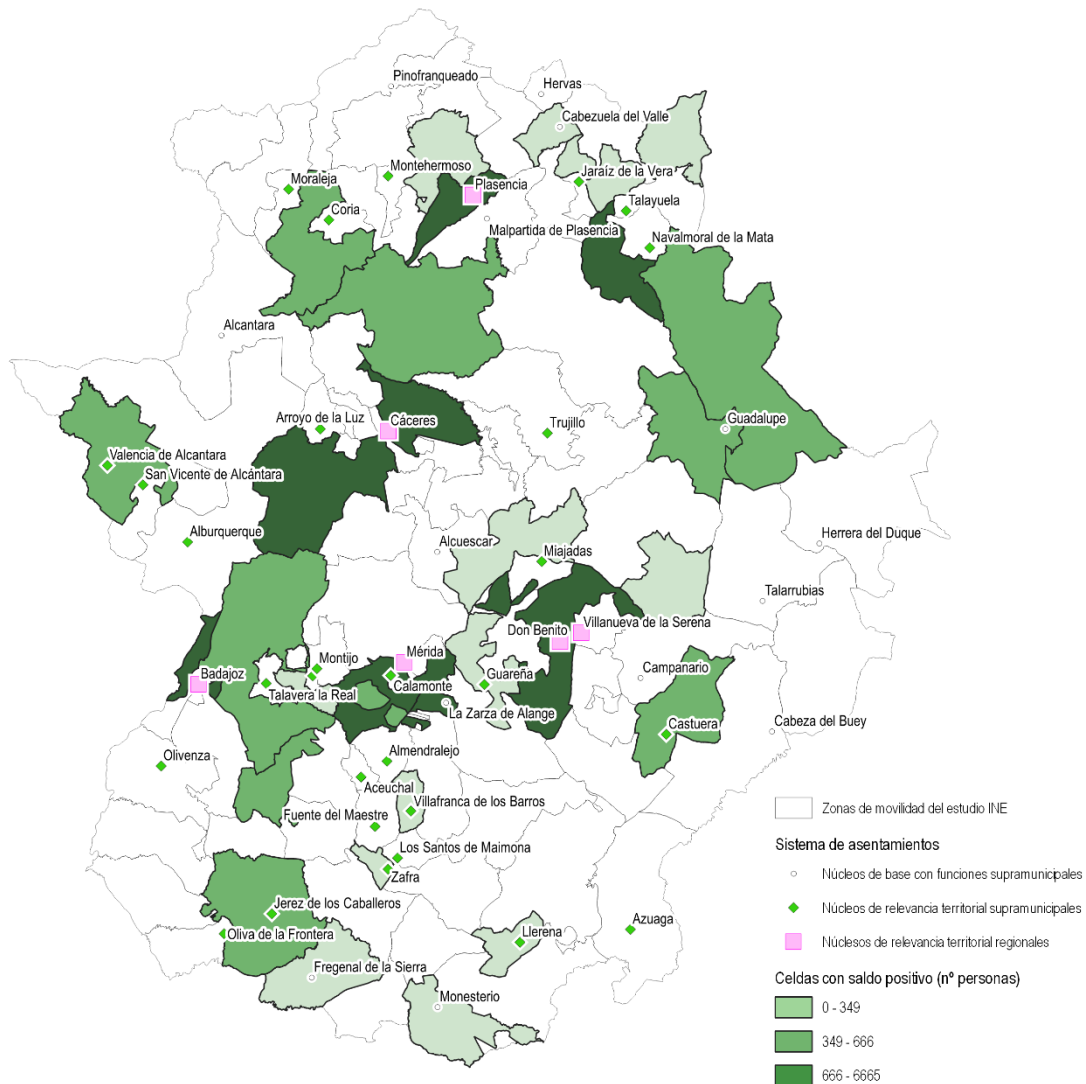 Pinofranqueado
Hervas
Cabezuela del Valle
Montehermoso
Jaraíz de la Vera
Moraleja
Plasencia
Talayuela
Coria
Malpartida de Plasencia
Navalmoral de la Mata
Alcantara
Arroyo de la Luz
Cáceres
Trujillo
Guadalupe
Valencia de Alcantara
San Vicente de Alcántara
Alburquerque
Alcuescar
Miajadas
Herrera del Duque
Talarrubias
Villanueva de la Serena
Don Benito
Mérida
Montijo
Badajoz
Campanario
Calamonte
Guareña
Talavera la Real
La Zarza de Alange
Castuera
Cabeza del Buey
Olivenza
Almendralejo
Aceuchal
Villafranca de los Barros
Fuente del Maestre
Los Santos de Maimona
Zafra
Jerez de los Caballeros
Oliva de la Frontera
Llerena
Azuaga
Fregenal de la Sierra
Monesterio
Zonas de movilidad del estudio INE
Sistema de asentamientos
Núcleos de base con funciones supramunicipales
Núcleos de relevancia territorial supramunicipales
Núclesos de relevancia territorial regionales
Celdas con saldo positivo (nº personas)
0 - 349
349 - 666
666 - 6665